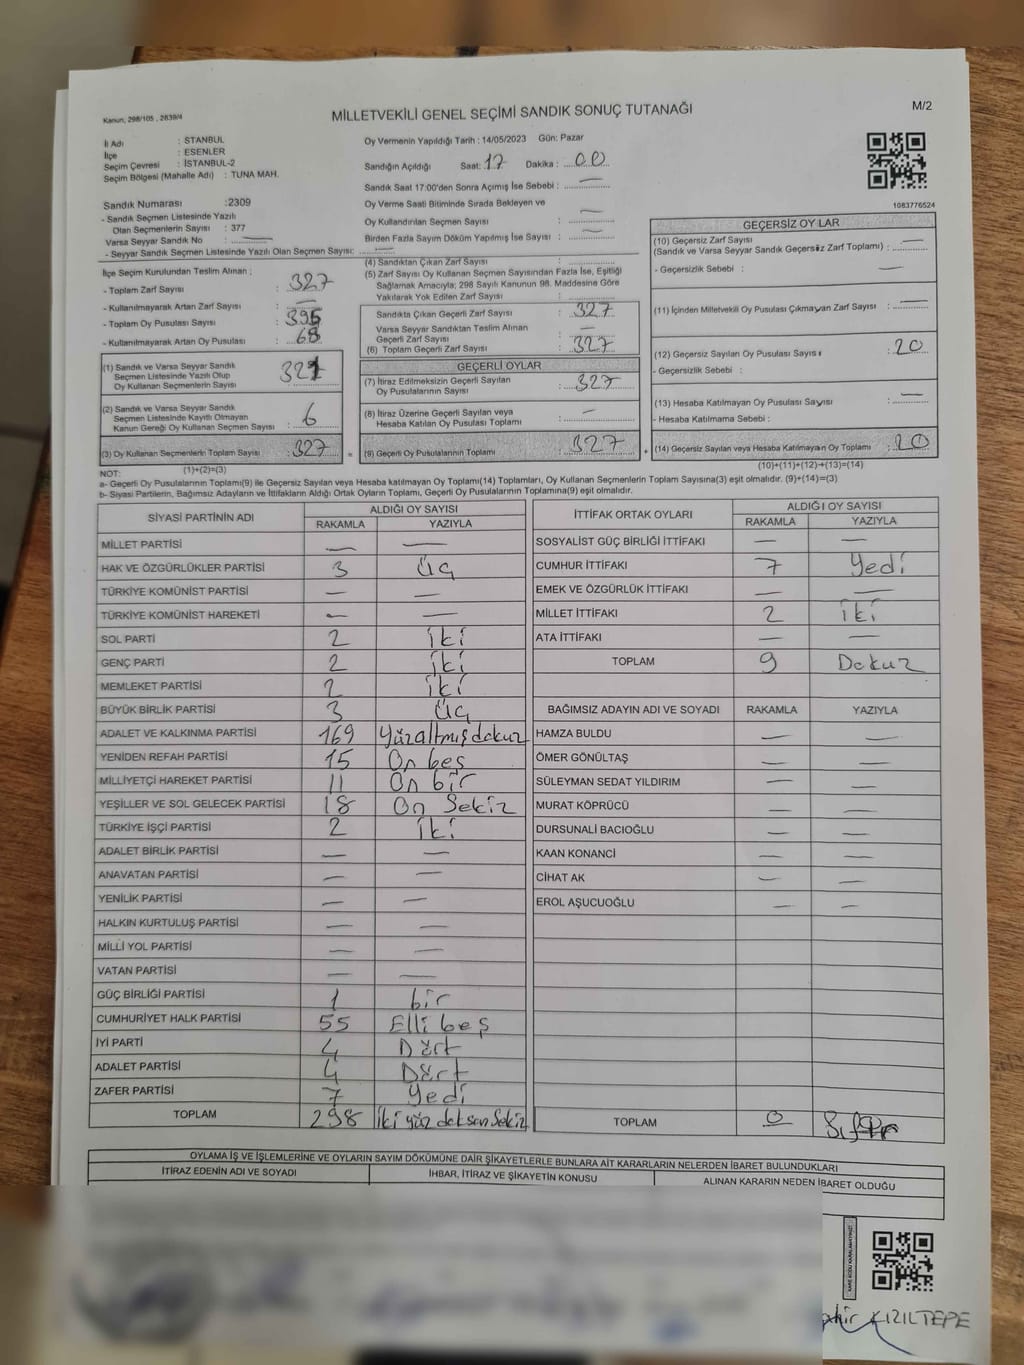 M/2
Kanun, 298/105 , 2839/4
MİLLETVEKİLİ GENEL SEÇİMİ SANDIK SONUÇ TUTANAĞI
İl Adı : STANBUL
İlçe : ESENLER
Seçim Çevresi : İSTANBUL-2
Seçim Bölgesi (Mahalle Adı) : TUNA MAH.
Oy Vermenin Yapıldığı Tarih : 14/05/2023 Gün: Pazar
Sandığın Açıldığı Saat: 17 Dakika : 00
Sandık Saat 17:00'den Sonra Açımış İse Sebebi :
Oy Verme Saati Bitiminde Sırada Bekleyen ve
Oy Kullandırılan Seçmen Sayısı :
Birden Fazla Sayım Döküm Yapılmış İse Sayısı :
1083776524
Sandık Numarası :2309
- Sandık Seçmen Listesinde Yazılı
Olan Seçmenlerin Sayısı : 377
Varsa Seyyar Sandık No :
- Seyyar Sandık Seçmen Listesinde Yazılı Olan Seçmen Sayısı:
İlçe Seçim Kurulundan Teslim Alınan ;
- Toplam Zarf Sayısı : 327
- Kullanılmayarak Artan Zarf Sayısı : —
- Toplam Oy Pusulası Sayısı : 395
- Kullanılmayarak Artan Oy Pusulası : 68
(1) Sandık ve Varsa Seyyar Sandık
Seçmen Listesinde Yazılı Olup
Oy Kullanan Seçmenlerin Sayısı : 321
(2) Sandık ve Varsa Seyyar Sandık
Seçmen Listesinde Kayıtlı Olmayan
Kanun Gereği Oy Kullanan Seçmen Sayısı : 6
(3) Oy Kullanan Seçmenlerin Toplam Sayısı : 327
(4) Sandıktan Çıkan Zarf Sayısı :
(5) Zarf Sayısı Oy Kullanan Seçmen Sayısından Fazla İse, Eşitliği
Sağlamak Amacıyla; 298 Sayılı Kanunun 98. Maddesine Göre
Yakılarak Yok Edilen Zarf Sayısı :
Sandıkta Çıkan Geçerli Zarf Sayısı : 327
Varsa Seyyar Sandıktan Teslim Alınan
Geçerli Zarf Sayısı : —
(6) Toplam Geçerli Zarf Sayısı : 327
GEÇERLİ OYLAR
(7) İtiraz Edilmeksizin Geçerli Sayılan
Oy Pusulalarının Sayısı : 327
(8) İtiraz Üzerine Geçerli Sayılan veya
Hesaba Katılan Oy Pusulası Toplamı : —
= (9) Geçerli Oy Pusulalarının Toplamı : 327
GEÇERSİZ OYLAR
(10) Geçersiz Zarf Sayısı
(Sandık ve Varsa Seyyar Sandık Geçersiz Zarf Toplamı) : —
- Geçersizlik Sebebi : —
(11) İçinden Milletvekili Oy Pusulası Çıkmayan Zarf Sayısı : —
(12) Geçersiz Sayılan Oy Pusulası Sayısı : 20
- Geçersizlik Sebebi :
(13) Hesaba Katılmayan Oy Pusulası Sayısı : —
- Hesaba Katılmama Sebebi :
+ (14) Geçersiz Sayılan veya Hesaba Katılmayan Oy Toplamı : 20
NOT: (1)+(2)=(3) (10)+(11)+(12)+(13)=(14)
a- Geçerli Oy Pusulasının Toplamı(9) ile Geçersiz Sayılan veya Hesaba Katılmayan Oy Toplamı(14) Toplamları, Oy Kullanan Seçmenlerin Toplam Sayısına(3) eşit olmalıdır. (9)+(14)=(3)
b- Siyasi Partilerin, Bağımsız Adayların ve İttifakların Aldığı Ortak Oyların Toplamı, Geçerli Oy Pusulalarının Toplamına(9) eşit olmalıdır.
SİYASİ PARTİNİN ADI ALDIĞI OY SAYISI
RAKAMLA YAZIYLA
MİLLET PARTİSİ — —
HAK VE ÖZGÜRLÜKLER PARTİSİ 3 Üç
TÜRKİYE KOMÜNİST PARTİSİ — —
TÜRKİYE KOMÜNİST HAREKETİ — —
SOL PARTİ 2 iki
GENÇ PARTİ 2 iki
MEMLEKET PARTİSİ 2 iki
BÜYÜK BİRLİK PARTİSİ 3 Üç
ADALET VE KALKINMA PARTİSİ 169 Yüzaltmışdokuz
YENİDEN REFAH PARTİSİ 15 On beş
MİLLİYETÇİ HAREKET PARTİSİ 11 On bir
YEŞİLLER VE SOL GELECEK PARTİSİ 18 On Sekiz
TÜRKİYE İŞÇİ PARTİSİ 2 iki
ADALET BİRLİK PARTİSİ — —
ANAVATAN PARTİSİ — —
YENİLİK PARTİSİ — —
HALKIN KURTULUŞ PARTİSİ — —
MİLLİ YOL PARTİSİ — —
VATAN PARTİSİ — —
GÜÇ BİRLİĞİ PARTİSİ 1 bir
CUMHURİYET HALK PARTİSİ 55 Elli beş
İYİ PARTİ 4 Dört
ADALET PARTİSİ 4 Dört
ZAFER PARTİSİ 7 Yedi
TOPLAM 298 iki yüz doksan Sekiz
İTTİFAK ORTAK OYLARI ALDIĞI OY SAYISI
RAKAMLA YAZIYLA
SOSYALİST GÜÇ BİRLİĞİ İTTİFAKI — —
CUMHUR İTTİFAKI 7 Yedi
EMEK VE ÖZGÜRLÜK İTTİFAKI — —
MİLLET İTTİFAKI 2 iki
ATA İTTİFAKI — —
TOPLAM 9 Dokuz
BAĞIMSIZ ADAYIN ADI VE SOYADI RAKAMLA YAZIYLA
HAMZA BULDU — —
ÖMER GÖNÜLTAŞ — —
SÜLEYMAN SEDAT YILDIRIM — —
MURAT KÖPRÜCÜ — —
DURSUNALİ BACIOĞLU — —
KAAN KONANCİ — —
CİHAT AK — —
EROL AŞUCUOĞLU — —
TOPLAM 0 Sıfır
OYLAMA İŞ VE İŞLEMLERİNE VE OYLARIN SAYIM DÖKÜMÜNE DAİR ŞİKAYETLERLE BUNLARA AİT KARARLARIN NELERDEN İBARET BULUNDUKLARI
İTİRAZ EDENİN ADI VE SOYADI İHBAR, İTİRAZ VE ŞİKAYETİN KONUSU ALINAN KARARIN NEDEN İBARET OLDUĞU
KIZILTEPE